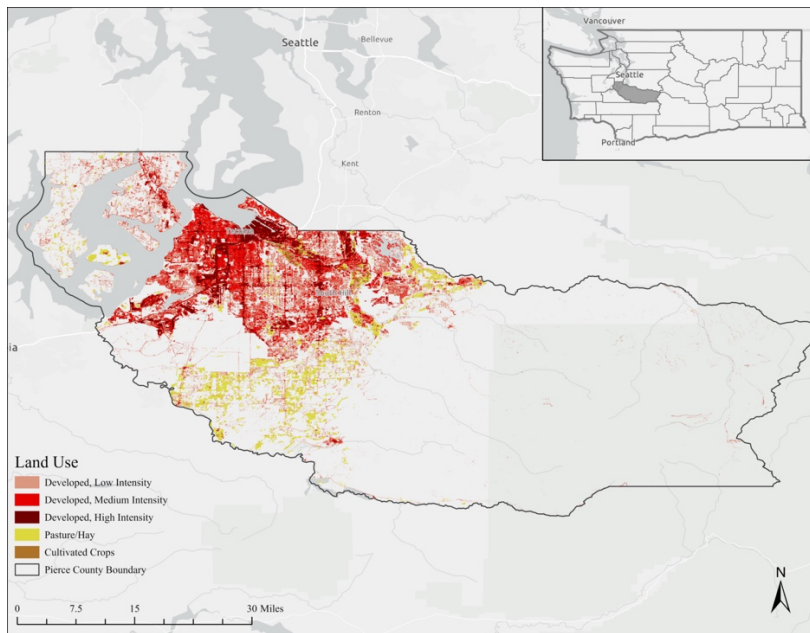 Vancouver
Seattle
Bellevue
Seattle
Renton
Portland
Kent
Land Use
Developed, Low Intensity
Developed, Medium Intensity
Developed, High Intensity
Pasture/Hay
Cultivated Crops
Pierce County Boundary
0 7.5 15 30 Miles
N